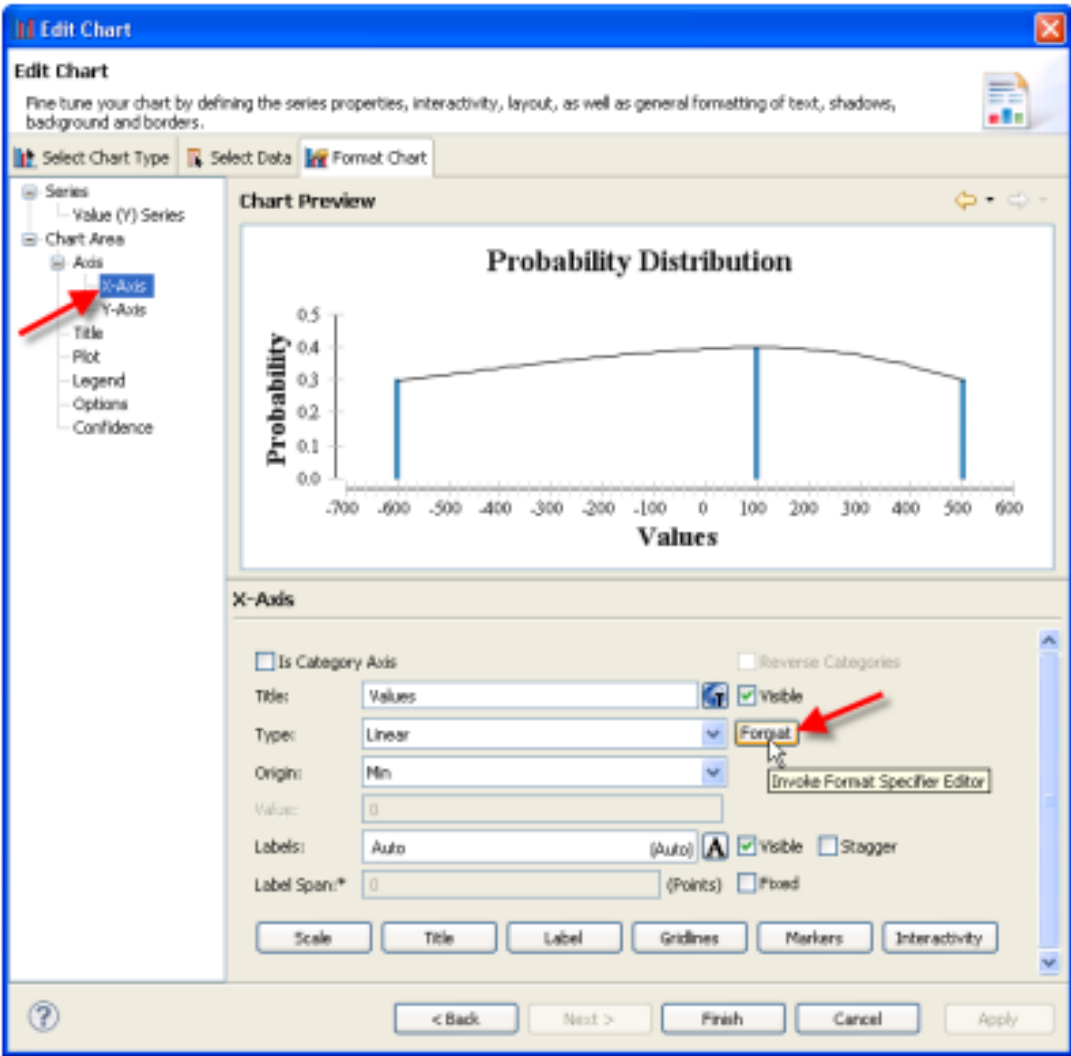 Edit Chart
Edit Chart
Fine tune your chart by defining the series properties, interactivity, layout, as well as general formatting of text, shadows,
background and borders.
Select Chart Type Select Data Format Chart
Series
Value (Y) Series
Chart Area
Axis
X-Axis
Y-Axis
Title
Plot
Legend
Options
Confidence
Chart Preview
Probability Distribution
Probability
0.5
0.4
0.3
0.2
0.1
0.0
-700 -600 -500 -400 -300 -200 -100 0 100 200 300 400 500 600
Values
X-Axis
Is Category Axis Reverse Categories
Title: Values Visible
Type: Linear Format
Invoke Format Specifier Editor
Origin: Min
Value: 0
Labels: Auto (Auto) A Visible Stagger
Label Span:* 0 (Points) Fixed
Scale Title Label Gridlines Markers Interactivity
? < Back Next > Finish Cancel Apply